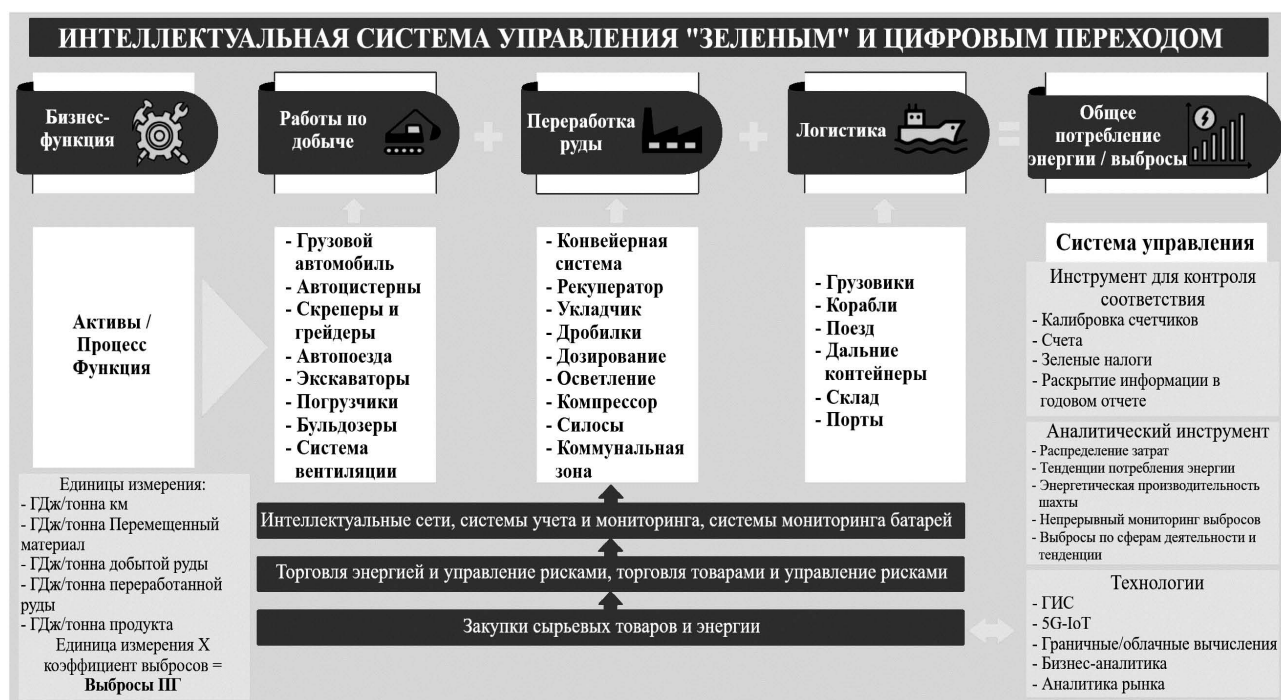 ИНТЕЛЛЕКТУАЛЬНАЯ СИСТЕМА УПРАВЛЕНИЯ "ЗЕЛЕНЫМ" И ЦИФРОВЫМ ПЕРЕХОДОМ
Бизнес-
функция
Работы по
добыче
Переработка
руды
Логистика
Общее
потребление
энергии / выбросы
Активы /
Процесс
Функция
- Грузовой
автомобиль
- Автоцистерны
- Скреперы и
грейдеры
- Автопоезда
- Экскаваторы
- Погрузчики
- Бульдозеры
- Система
вентиляции
- Конвейерная
система
- Рекуператор
- Укладчик
- Дробилки
- Дозирование
- Осветление
- Компрессор
- Силосы
- Коммунальная
зона
- Грузовики
- Корабли
- Поезд
- Дальние
контейнеры
- Склад
- Порты
Система управления
Инструмент для контроля
соответствия
- Калибровка счетчиков
- Счета
- Зеленые налоги
- Раскрытие информации в
годовом отчете
Аналитический инструмент
- Распределение затрат
- Тенденции потребления энергии
- Энергетическая производительность
шахты
- Непрерывный мониторинг выбросов
- Выбросы по сферам деятельности и
тенденции
Технологии
- ГИС
- 5G-IoT
- Граничные/облачные вычисления
- Бизнес-аналитика
- Аналитика рынка
Единицы измерения:
- ГДж/тонна км
- ГДж/тонна Перемещенный
материал
- ГДж/тонна добытой руды
- ГДж/тонна переработанной
руды
- ГДж/тонна продукта
Единица измерения X
коэффициент выбросов =
Выбросы ПГ
Интеллектуальные сети, системы учета и мониторинга, системы мониторинга батарей
Торговля энергией и управление рисками, торговля товарами и управление рисками
Закупки сырьевых товаров и энергии